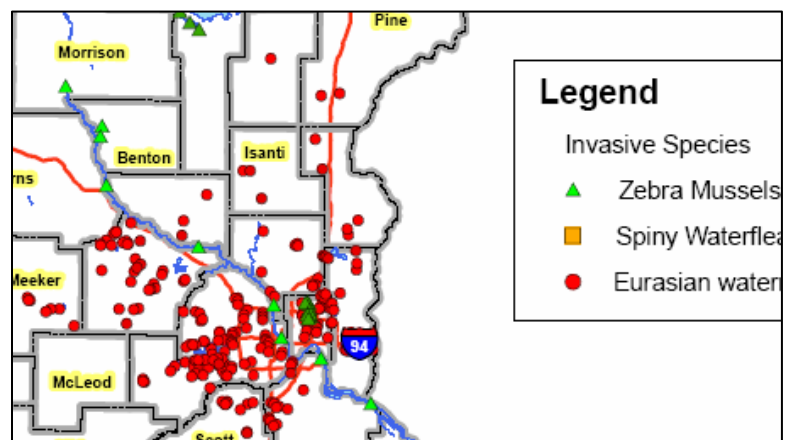 Pine
Morrison
Legend
Invasive Species
Benton
Isanti
rns
Zebra Mussels
Spiny Waterflea
Meeker
Eurasian water
94
McLeod
Scott